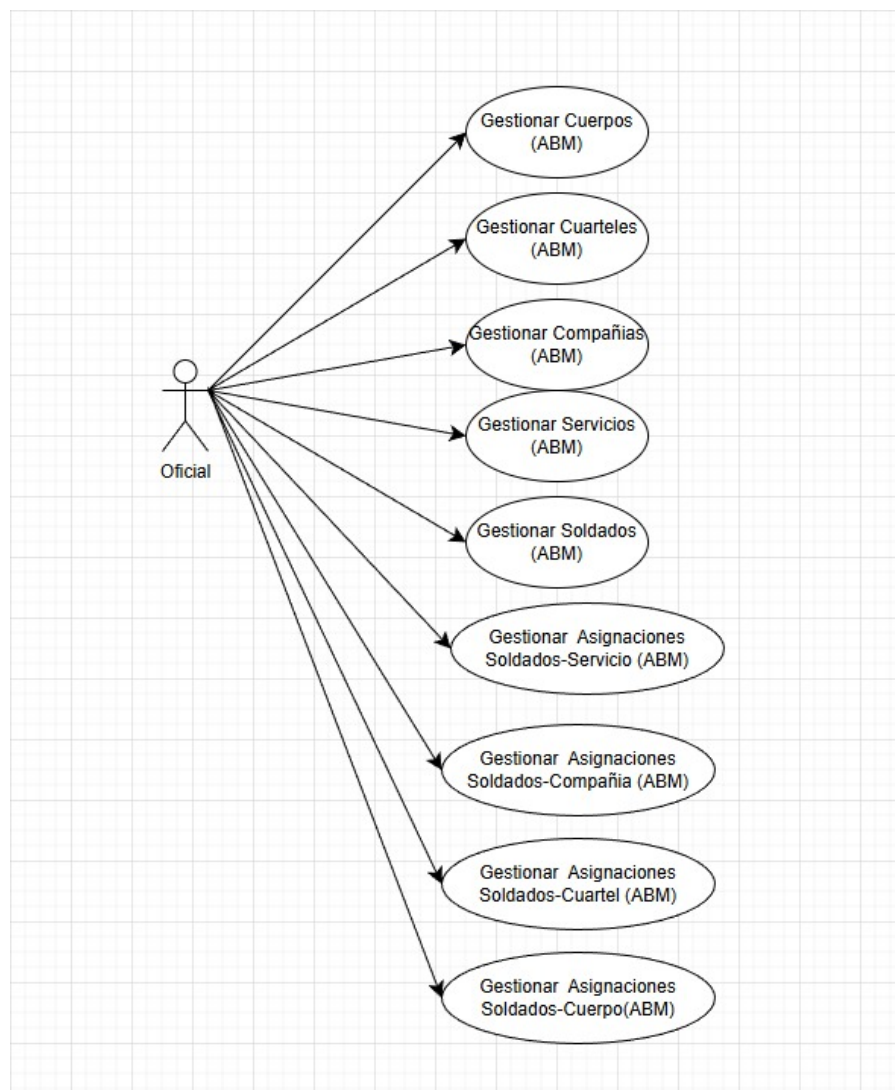 Gestionar Cuerpos
(ABM)
Gestionar Cuarteles
(ABM)
Gestionar Compañias
(ABM)
Gestionar Servicios
(ABM)
Oficial
Gestionar Soldados
(ABM)
Gestionar Asignaciones
Soldados-Servicio (ABM)
Gestionar Asignaciones
Soldados-Compañia (ABM)
Gestionar Asignaciones
Soldados-Cuartel (ABM)
Gestionar Asignaciones
Soldados-Cuerpo(ABM)